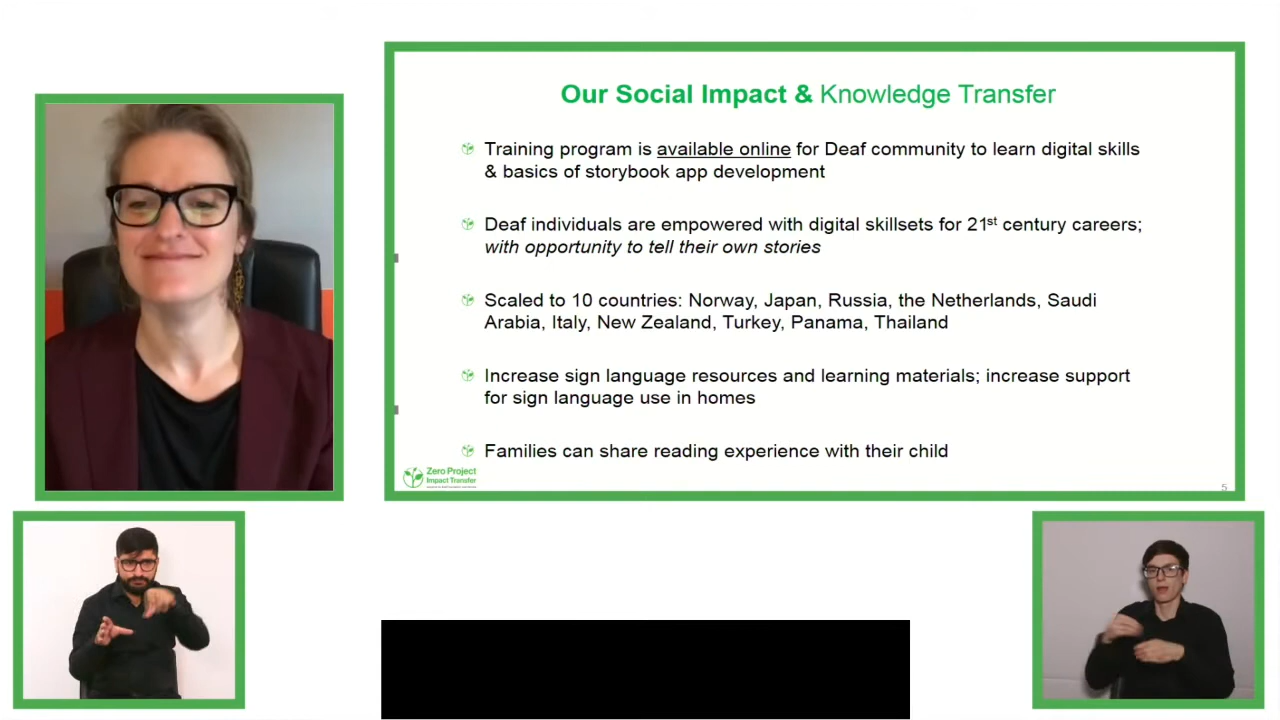 Our Social Impact & Knowledge Transfer
Training program is available online for Deaf community to learn digital skills
& basics of storybook app development
Deaf individuals are empowered with digital skillsets for 21st century careers;
with opportunity to tell their own stories
Scaled to 10 countries: Norway, Japan, Russia, the Netherlands, Saudi
Arabia, Italy, New Zealand, Turkey, Panama, Thailand
Increase sign language resources and learning materials; increase support
for sign language use in homes
Families can share reading experience with their child
Zero Project
Impact Transfer
5